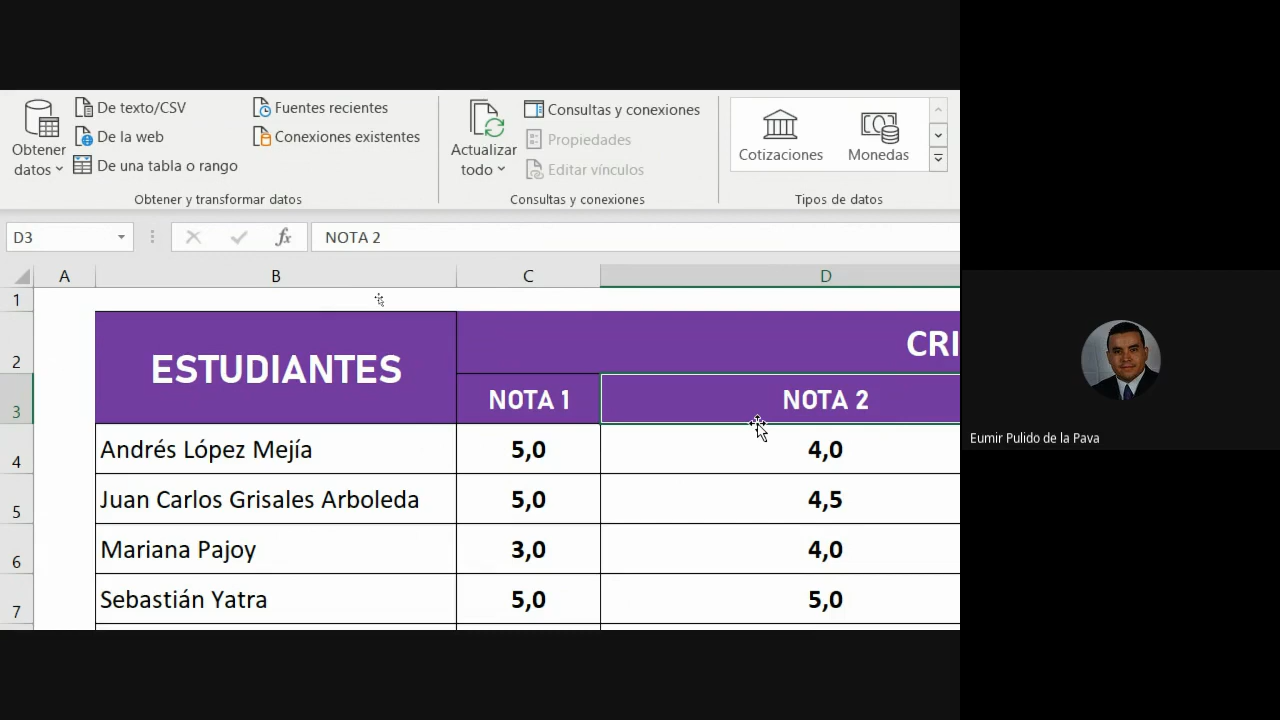 De texto/CSV
De la web
De una tabla o rango
Obtener datos
Fuentes recientes
Conexiones existentes
Obtener y transformar datos
Actualizar todo
Consultas y conexiones
Propiedades
Editar vínculos
Consultas y conexiones
Cotizaciones
Monedas
Tipos de datos
D3
fx
NOTA 2
A B C D
1
2 ESTUDIANTES CRI
3 NOTA 1 NOTA 2
4 Andrés López Mejía 5,0 4,0
5 Juan Carlos Grisales Arboleda 5,0 4,5
6 Mariana Pajoy 3,0 4,0
7 Sebastián Yatra 5,0 5,0
Eumir Pulido de la Pava